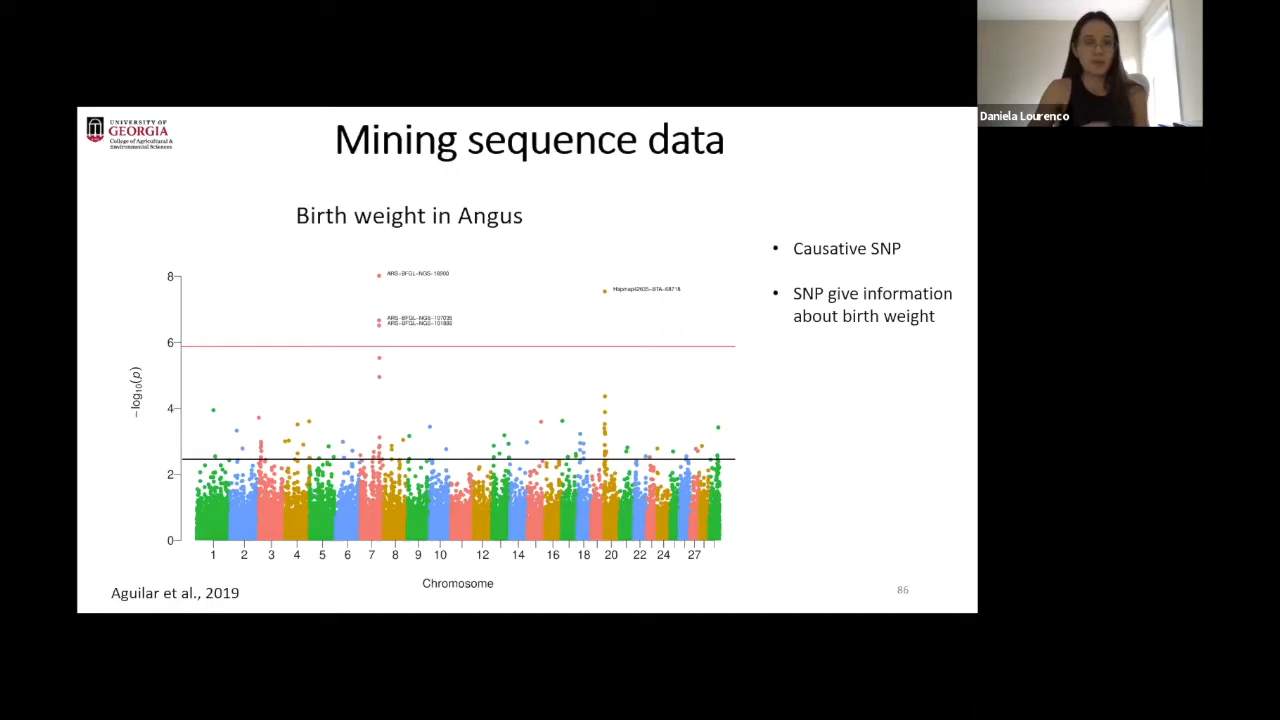 Daniela Lourenco
UNIVERSITY OF
GEORGIA
College of Agricultural &
Environmental Sciences
Mining sequence data
Birth weight in Angus
• Causative SNP
• SNP give information
about birth weight
8
6
4
2
0
−log10(p)
1 2 3 4 5 6 7 8 9 10 12 14 16 18 20 22 24 27
Chromosome
Aguilar et al., 2019
86